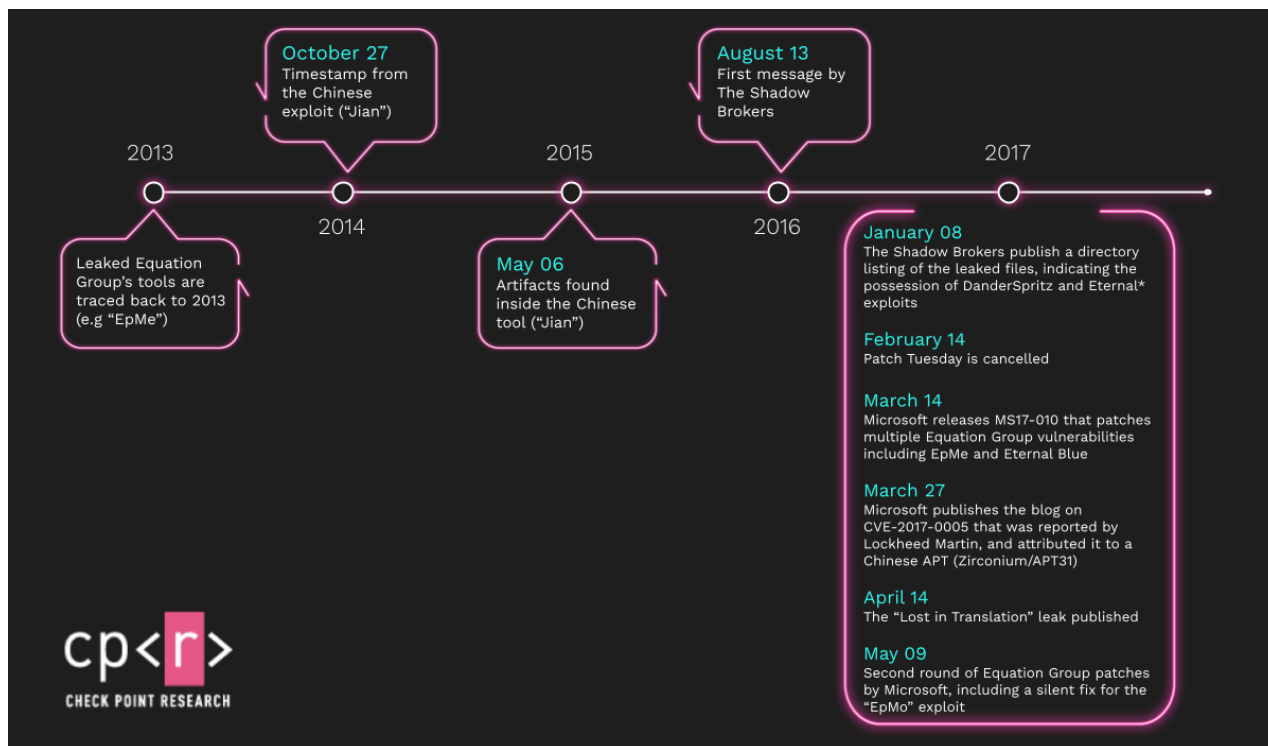 2013
Leaked Equation
Group's tools are
traced back to 2013
(e.g “EpMe”)
October 27
Timestamp from
the Chinese
exploit (“Jian”)
2014
2015
May 06
Artifacts found
inside the Chinese
tool (“Jian”)
August 13
First message by
The Shadow
Brokers
2016
2017
January 08
The Shadow Brokers publish a directory
listing of the leaked files, indicating the
possession of DanderSpritz and Eternal*
exploits
February 14
Patch Tuesday is cancelled
March 14
Microsoft releases MS17-010 that patches
multiple Equation Group vulnerabilities
including EpMe and Eternal Blue
March 27
Microsoft publishes the blog on
CVE-2017-0005 that was reported by
Lockheed Martin, and attributed it to a
Chinese APT (Zirconium/APT31)
April 14
The “Lost in Translation” leak published
May 09
Second round of Equation Group patches
by Microsoft, including a silent fix for the
“EpMo” exploit
cp<r>
CHECK POINT RESEARCH